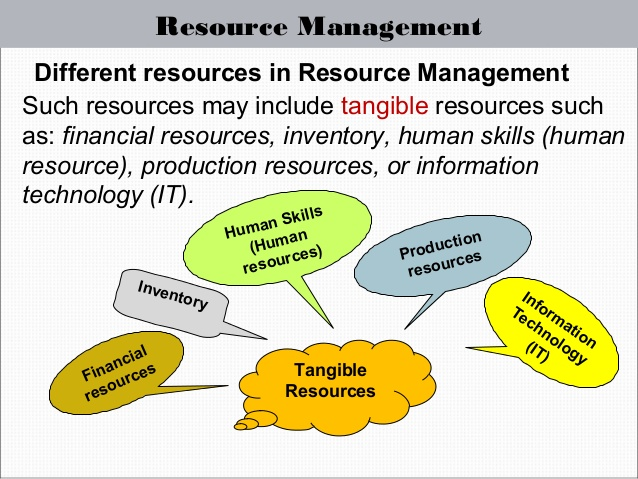 Resource Management
Different resources in Resource Management
Such resources may include tangible resources such
as: financial resources, inventory, human skills (human
resource), production resources, or information
technology (IT).
Human Skills
(Human
resources)
Production
resources
Inventory
Information
Technology
(IT)
Financial
resources
Tangible
Resources